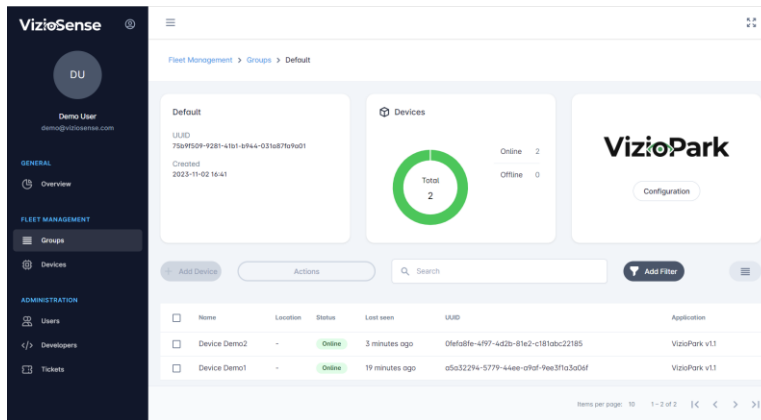 VizioSense
DU
Demo User
demo@viziosense.com
GENERAL
Overview
FLEET MANAGEMENT
Groups
Devices
ADMINISTRATION
Users
Developers
Tickets
Fleet Management > Groups > Default
Default
UUID
75b9f509-9281-41b1-b944-031a87fa9a01
Created
2023-11-02 16:41
Devices
Total
2
Online 2
Offline 0
VizioPark
Configuration
+ Add Device
Actions
Search
Add Filter
Name Location Status Last seen UUID Application
Device Demo2 - Online 3 minutes ago 0fefa8fe-4f97-4d2b-81e2-c181abc22185 VizioPark v1.1
Device Demo1 - Online 19 minutes ago a5a32294-5779-44ee-a9af-9ee3f1a3a06f VizioPark v1.1
Items per page: 10 1 - 2 of 2 |< < > >|